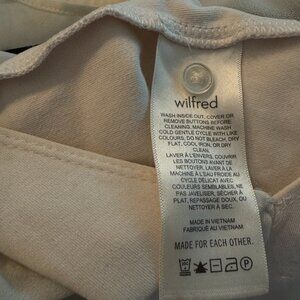 wilfred
WASH INSIDE OUT. COVER OR
REMOVE BUTTONS BEFORE
CLEANING. MACHINE WASH
COLD GENTLE CYCLE WITH LIKE
COLOURS, DO NOT BLEACH, DRY
FLAT, COOL IRON, OR DRY
CLEAN.
LAVER À L'ENVERS, COUVRANT
LES BOUTONS AVANT DE
NETTOYER. LAVER À LA
MACHINE À L'EAU FROIDE AU
CYCLE DÉLICAT AVEC
COULEURS SEMBLABLES, NE
PAS JAVELLISER, SÉCHER À
PLAT, REPASSAGE DOUX, OU
NETTOYER À SEC.
MADE IN VIETNAM
FABRIQUÉ AU VIETNAM
MADE FOR EACH OTHER.